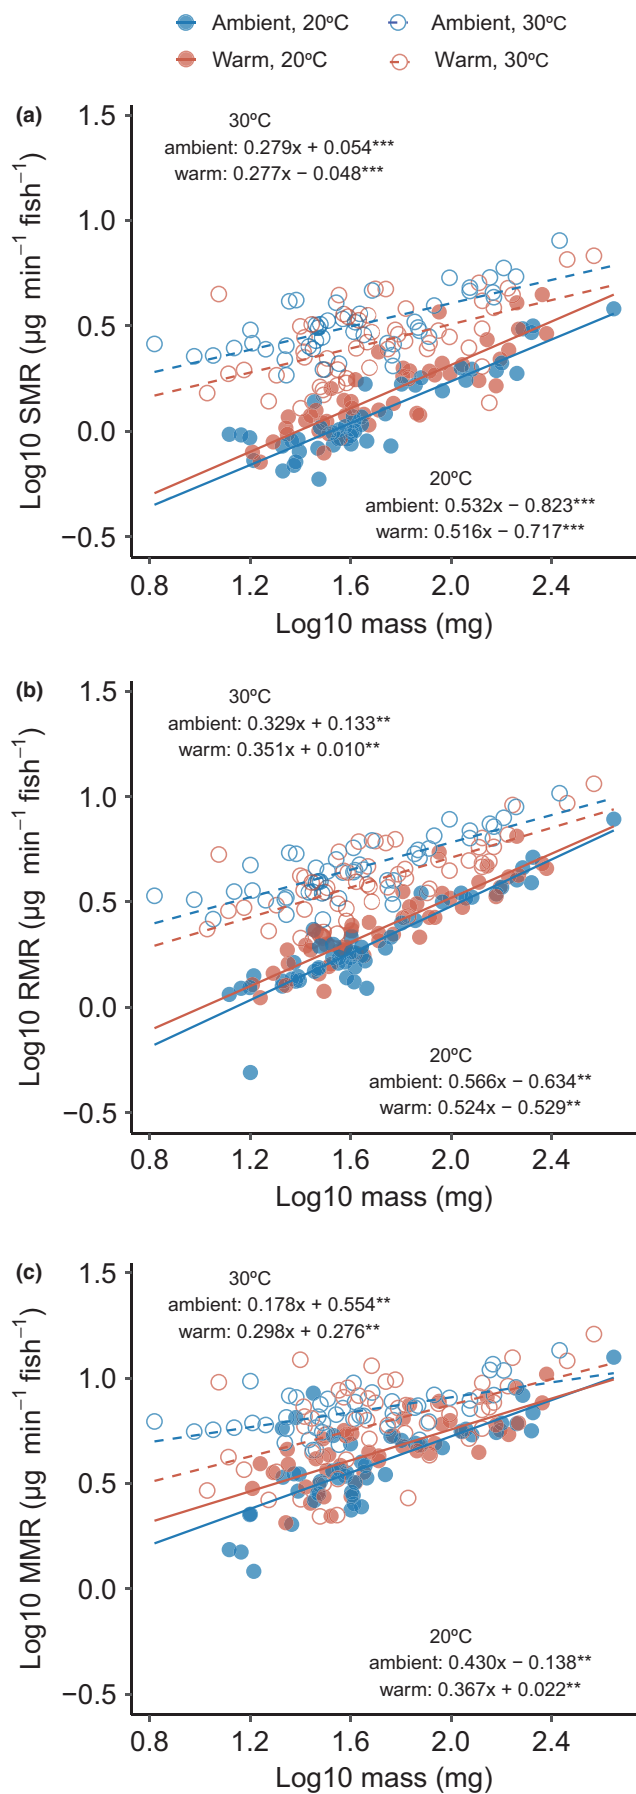 Ambient, 20ºC Ambient, 30ºC
Warm, 20ºC Warm, 30ºC
(a)
1.5
1.0
0.5
0.0
−0.5
Log10 SMR (µg min⁻¹ fish⁻¹)
30ºC
ambient: 0.279x + 0.054***
warm: 0.277x − 0.048***
20ºC
ambient: 0.532x − 0.823***
warm: 0.516x − 0.717***
0.8 1.2 1.6 2.0 2.4
Log10 mass (mg)
(b)
1.5
1.0
0.5
0.0
−0.5
Log10 RMR (µg min⁻¹ fish⁻¹)
30ºC
ambient: 0.329x + 0.133**
warm: 0.351x + 0.010**
20ºC
ambient: 0.566x − 0.634**
warm: 0.524x − 0.529**
0.8 1.2 1.6 2.0 2.4
Log10 mass (mg)
(c)
1.5
1.0
0.5
0.0
−0.5
Log10 MMR (µg min⁻¹ fish⁻¹)
30ºC
ambient: 0.178x + 0.554**
warm: 0.298x + 0.276**
20ºC
ambient: 0.430x − 0.138**
warm: 0.367x + 0.022**
0.8 1.2 1.6 2.0 2.4
Log10 mass (mg)